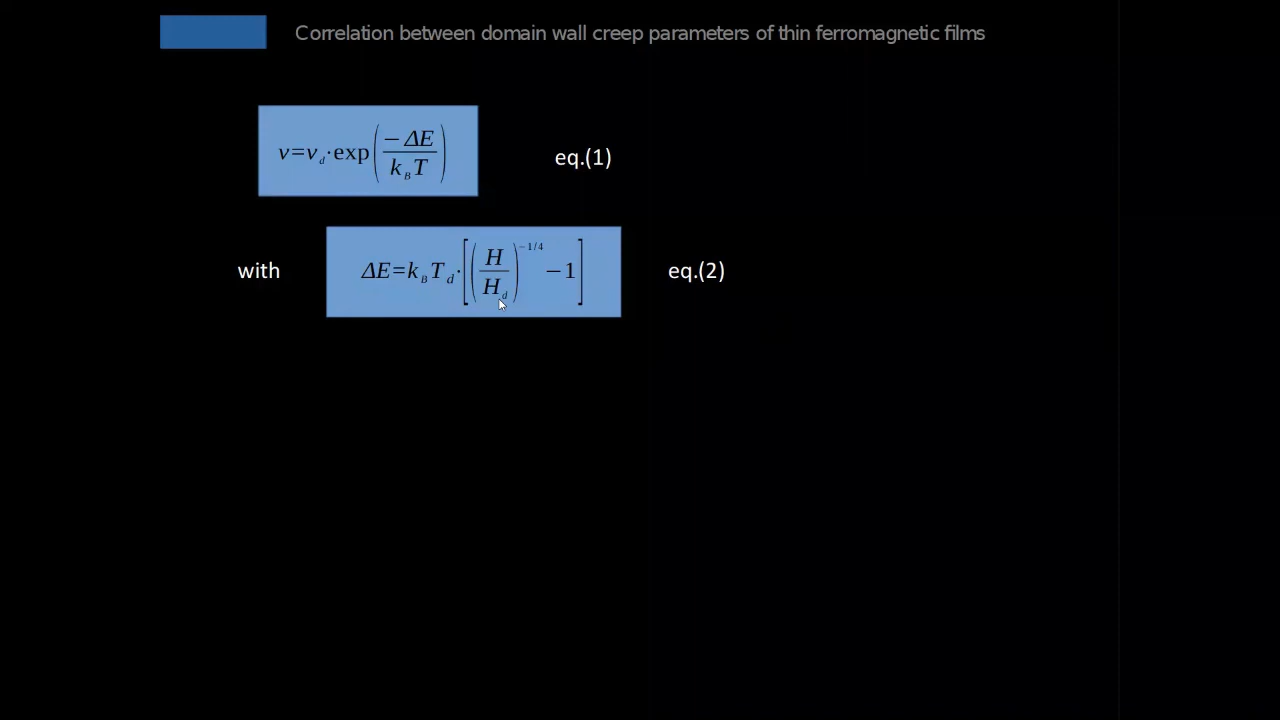 Correlation between domain wall creep parameters of thin ferromagnetic films
v=v_d·exp(−ΔE/k_B T) eq.(1)
with ΔE=k_B T_d·[(H/H_d)^−1/4 −1] eq.(2)